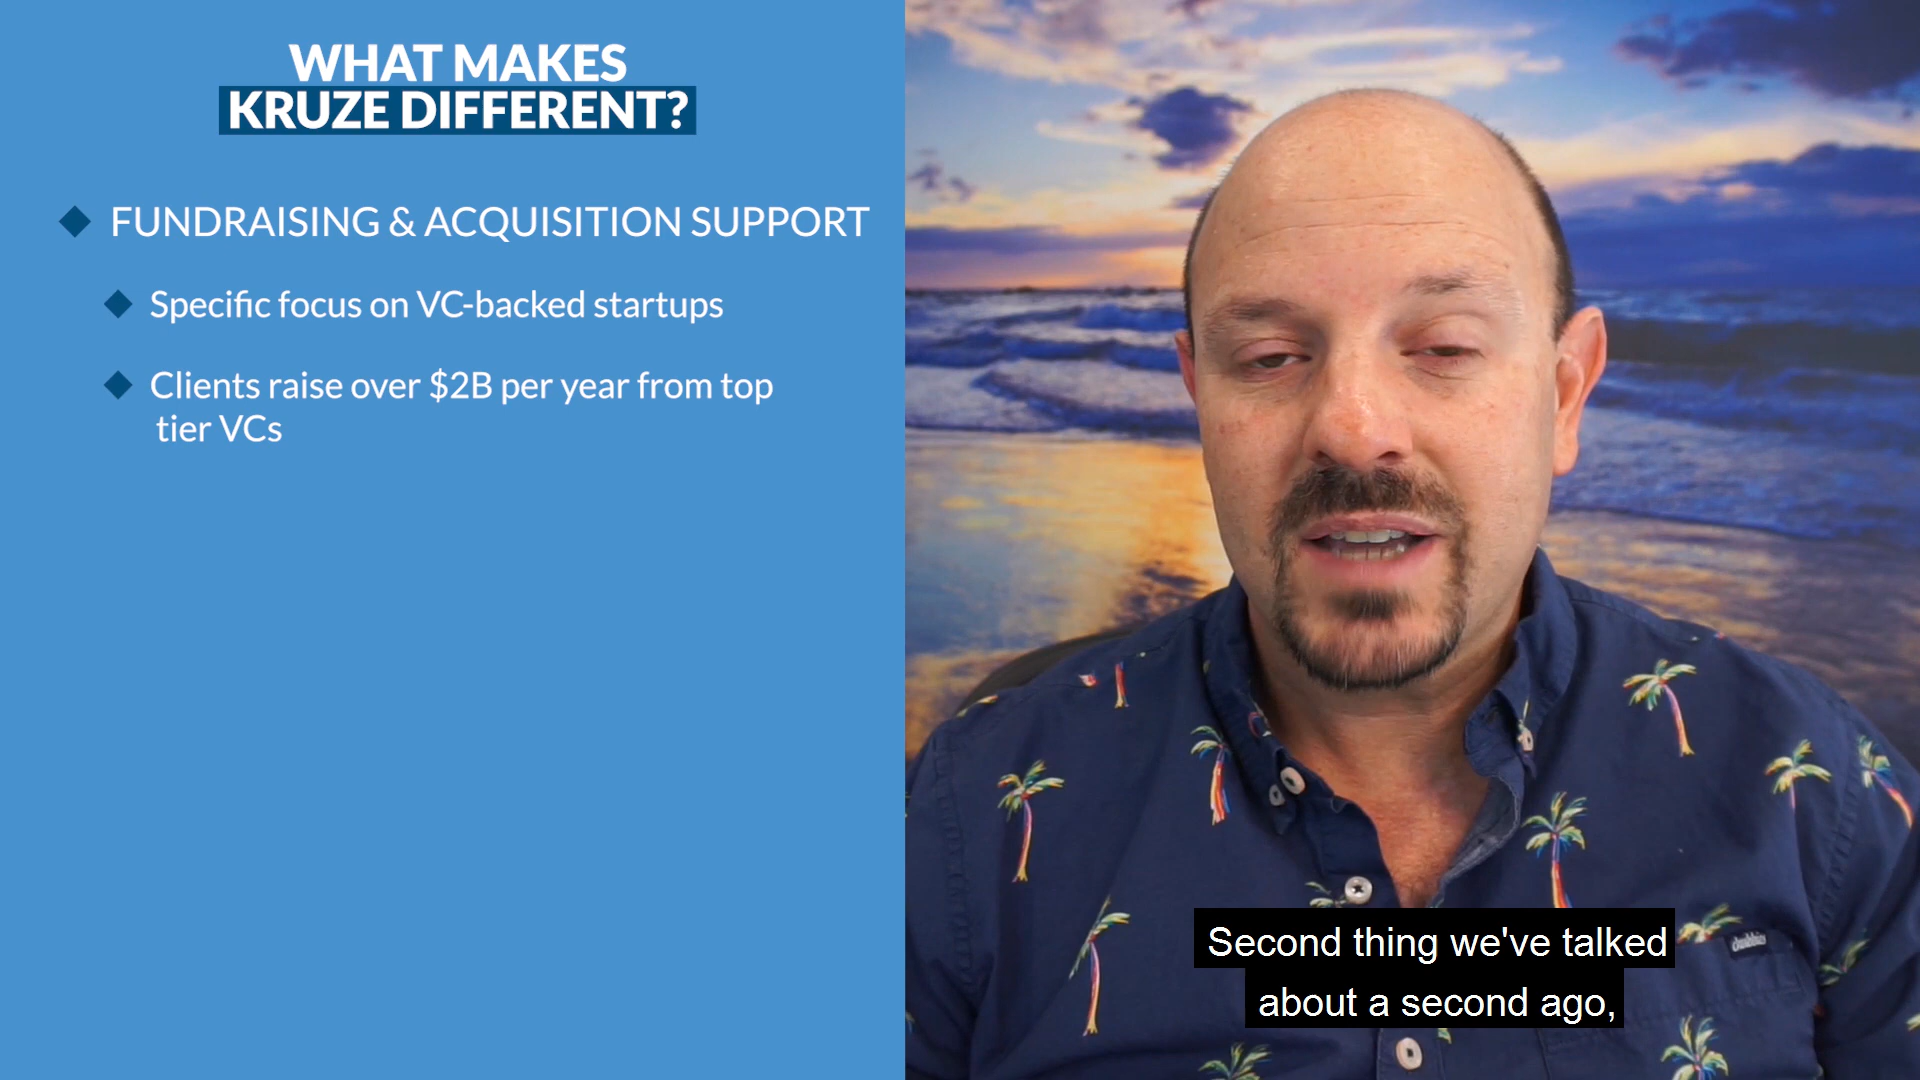 WHAT MAKES
KRUZE DIFFERENT?
FUNDRAISING & ACQUISITION SUPPORT
Specific focus on VC-backed startups
Clients raise over $2B per year from top
tier VCs
Second thing we've talked
about a second ago,